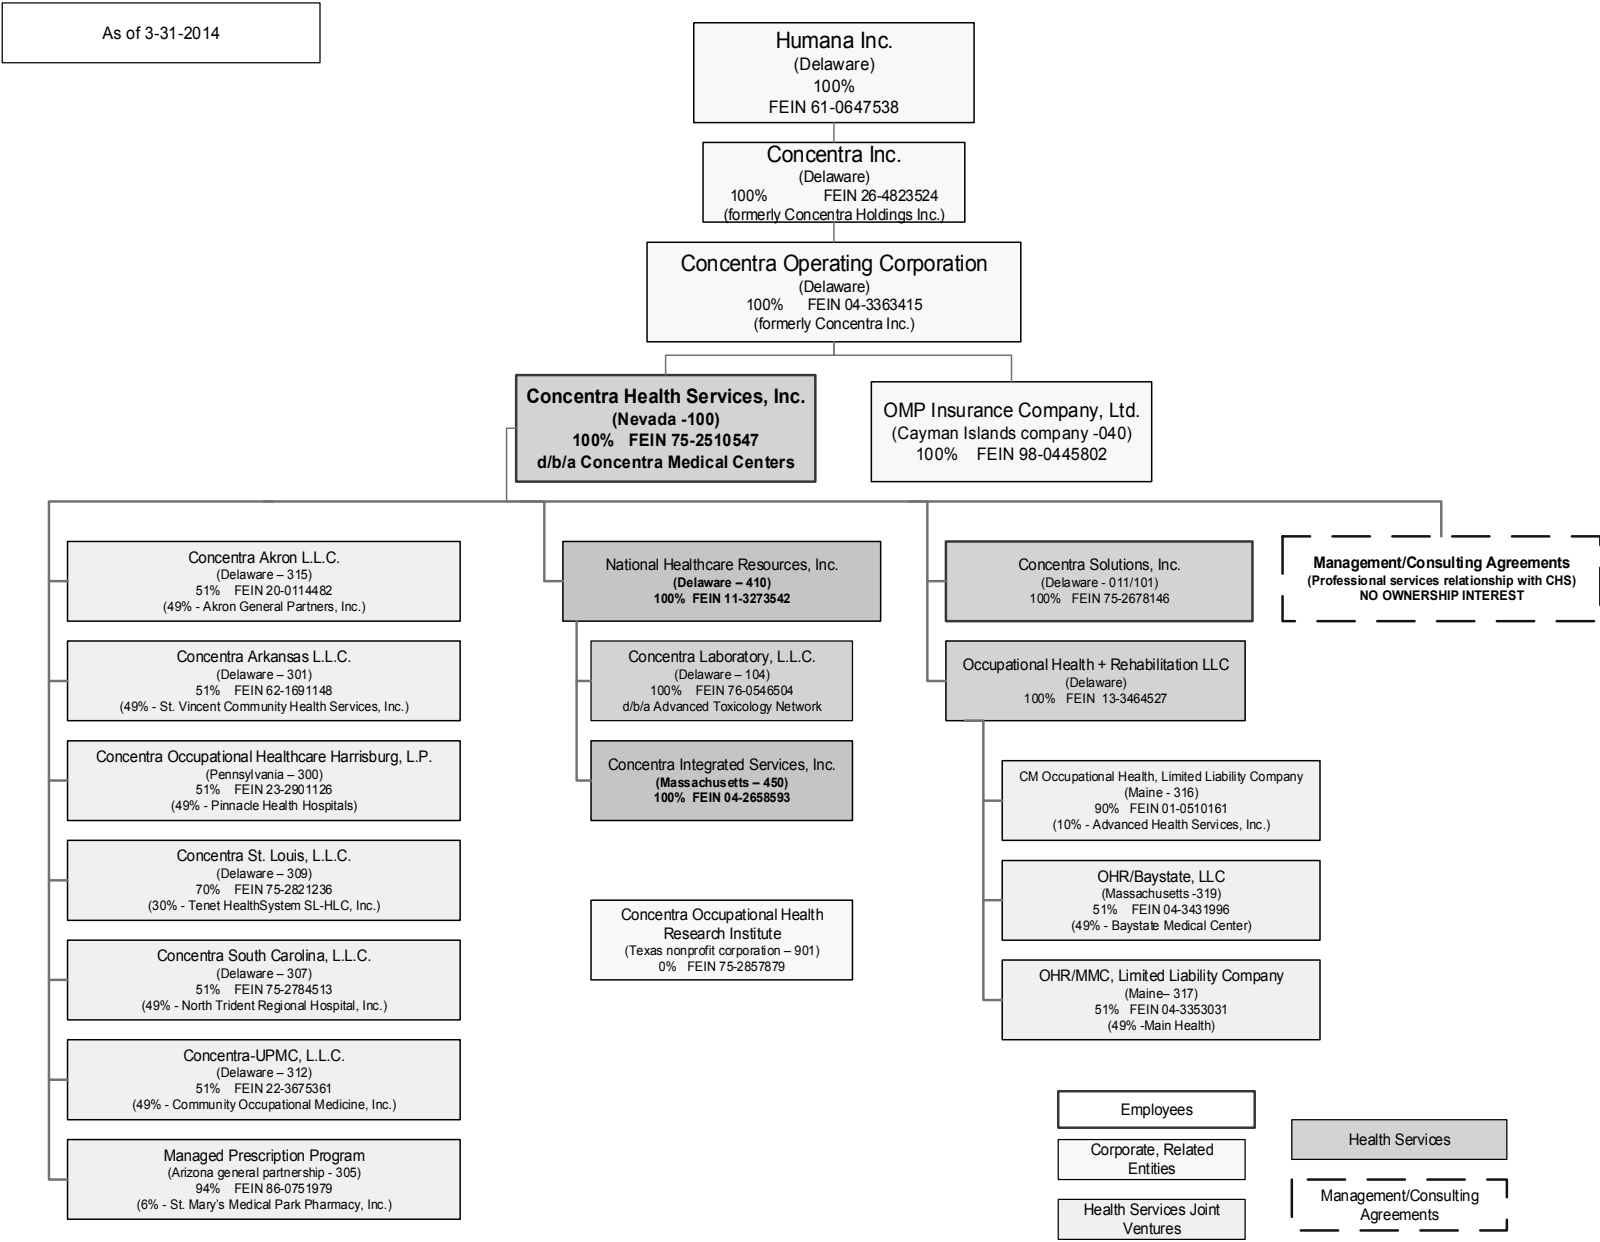 As of 3-31-2014
Humana Inc.
(Delaware)
100%
FEIN 61-0647538
Concentra Inc.
(Delaware)
100% FEIN 26-4823524
(formerly Concentra Holdings Inc.)
Concentra Operating Corporation
(Delaware)
100% FEIN 04-3363415
(formerly Concentra Inc.)
Concentra Health Services, Inc.
(Nevada -100)
100% FEIN 75-2510547
d/b/a Concentra Medical Centers
OMP Insurance Company, Ltd.
(Cayman Islands company -040)
100% FEIN 98-0445802
Concentra Akron L.L.C.
(Delaware – 315)
51% FEIN 20-0114482
(49% - Akron General Partners, Inc.)
Concentra Arkansas L.L.C.
(Delaware – 301)
51% FEIN 62-1691148
(49% - St. Vincent Community Health Services, Inc.)
Concentra Occupational Healthcare Harrisburg, L.P.
(Pennsylvania – 300)
51% FEIN 23-2901126
(49% - Pinnacle Health Hospitals)
Concentra St. Louis, L.L.C.
(Delaware – 309)
70% FEIN 75-2821236
(30% - Tenet HealthSystem SL-HLC, Inc.)
Concentra South Carolina, L.L.C.
(Delaware – 307)
51% FEIN 75-2784513
(49% - North Trident Regional Hospital, Inc.)
Concentra-UPMC, L.L.C.
(Delaware – 312)
51% FEIN 22-3675361
(49% - Community Occupational Medicine, Inc.)
Managed Prescription Program
(Arizona general partnership - 305)
94% FEIN 86-0751979
(6% - St. Mary's Medical Park Pharmacy, Inc.)
National Healthcare Resources, Inc.
(Delaware – 410)
100% FEIN 11-3273542
Concentra Laboratory, L.L.C.
(Delaware – 104)
100% FEIN 76-0546504
d/b/a Advanced Toxicology Network
Concentra Integrated Services, Inc.
(Massachusetts – 450)
100% FEIN 04-2658593
Concentra Occupational Health
Research Institute
(Texas nonprofit corporation – 901)
0% FEIN 75-2857879
Concentra Solutions, Inc.
(Delaware - 011/101)
100% FEIN 75-2678146
Occupational Health + Rehabilitation LLC
(Delaware)
100% FEIN 13-3464527
CM Occupational Health, Limited Liability Company
(Maine - 316)
90% FEIN 01-0510161
(10% - Advanced Health Services, Inc.)
OHR/Baystate, LLC
(Massachusetts -319)
51% FEIN 04-3431996
(49% - Baystate Medical Center)
OHR/MMC, Limited Liability Company
(Maine– 317)
51% FEIN 04-3353031
(49% -Main Health)
Management/Consulting Agreements
(Professional services relationship with CHS)
NO OWNERSHIP INTEREST
Employees
Corporate, Related
Entities
Health Services Joint
Ventures
Health Services
Management/Consulting
Agreements